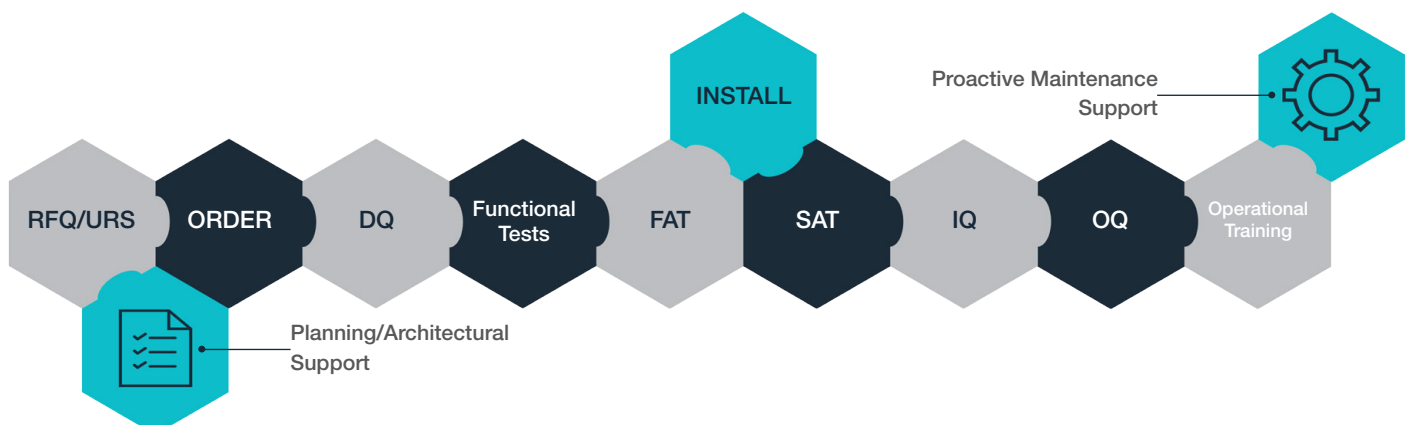 INSTALL
Proactive Maintenance
Support
RFQ/URS
ORDER
DQ
Functional
Tests
FAT
SAT
IQ
OQ
Operational
Training
Planning/Architectural
Support